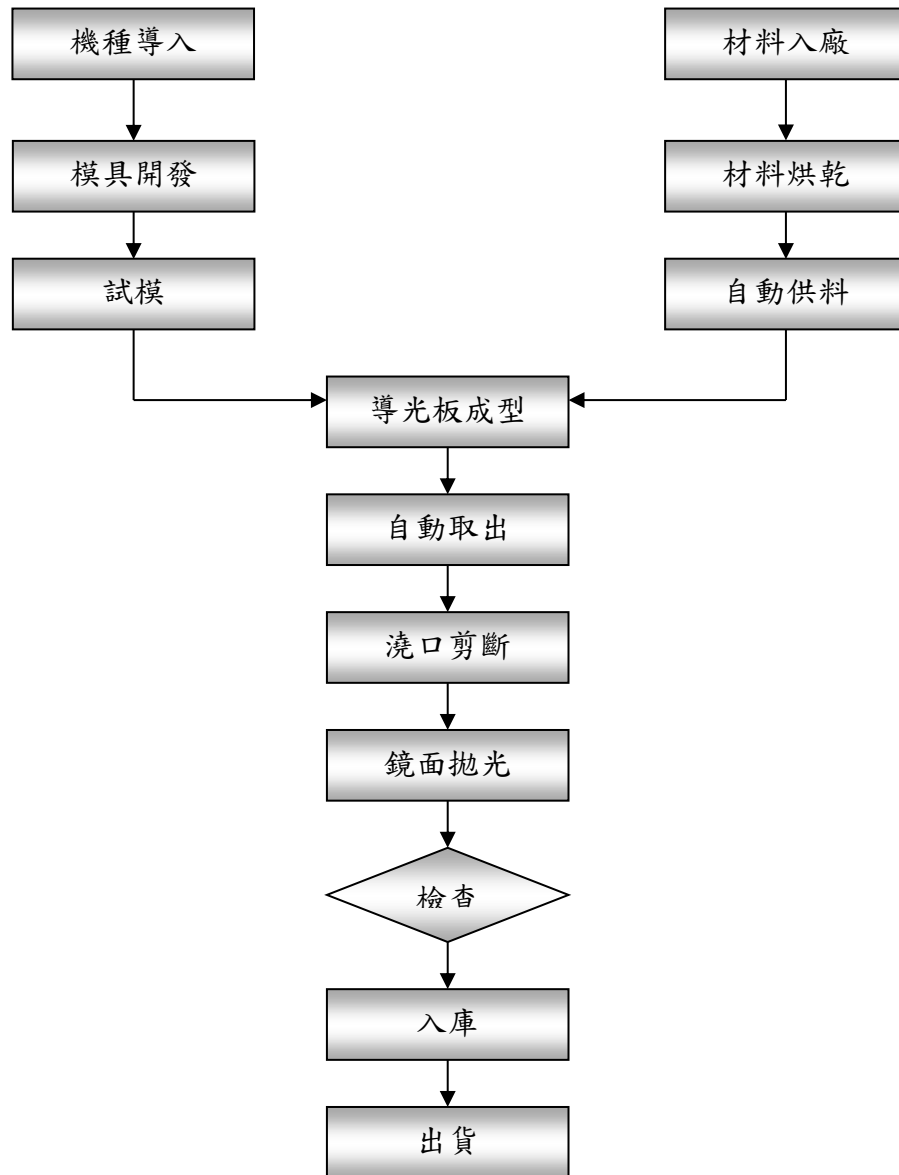 機種導入
材料入廠
模具開發
材料烘乾
試模
自動供料
導光板成型
自動取出
澆口剪斷
鏡面拋光
檢查
入庫
出貨